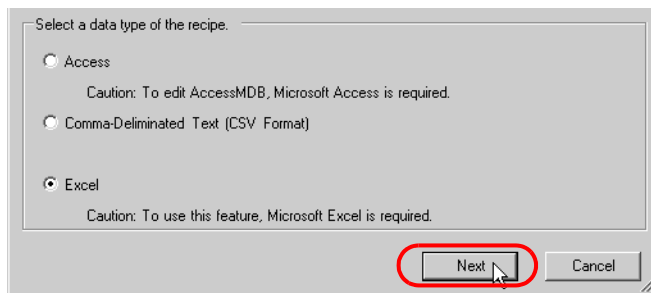 Select a data type of the recipe.
Access
Caution: To edit AccessMDB, Microsoft Access is required.
Comma-Deliminated Text (CSV Format)
Excel
Caution: To use this feature, Microsoft Excel is required.
Next
Cancel